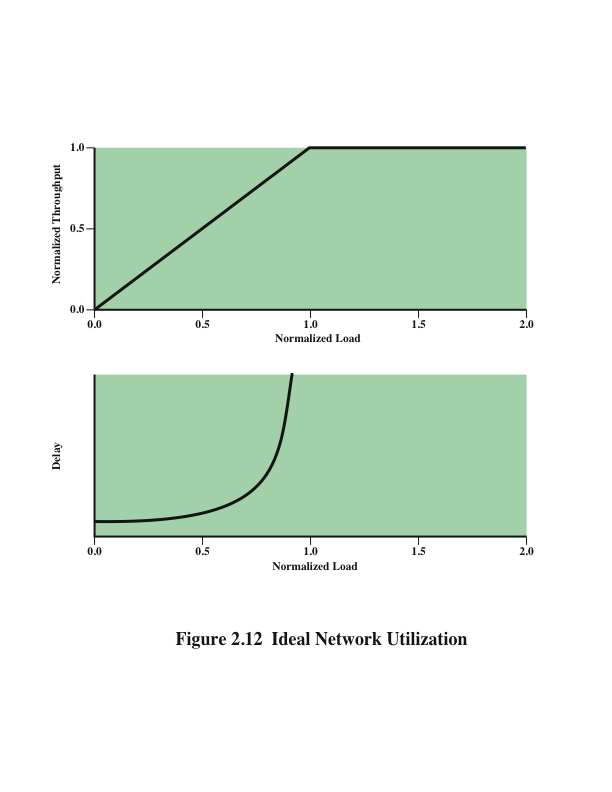 Normalized Throughput
1.0
0.5
0.0
0.0 0.5 1.0 1.5 2.0
Normalized Load
Delay
0.0 0.5 1.0 1.5 2.0
Normalized Load
Figure 2.12 Ideal Network Utilization